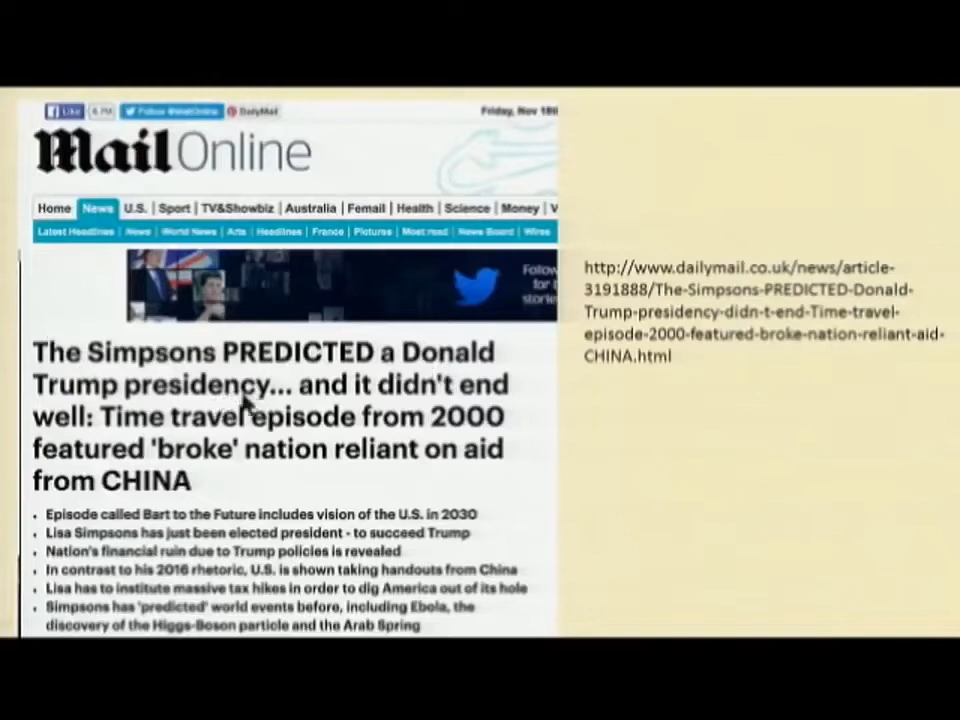 Like
Follow @MailOnline
DailyMail
Friday, Nov 18th
Mail Online
Home News U.S. | Sport | TV&Showbiz | Australia | Femail | Health | Science | Money | V
Latest Headlines | News | World News | Arts | Headlines | France | Pictures | Most read | News Board | Wires
Follow
for t
storie
The Simpsons PREDICTED a Donald
Trump presidency... and it didn't end
well: Time travel episode from 2000
featured 'broke' nation reliant on aid
from CHINA
• Episode called Bart to the Future includes vision of the U.S. in 2030
• Lisa Simpsons has just been elected president - to succeed Trump
• Nation's financial ruin due to Trump policies is revealed
• In contrast to his 2016 rhetoric, U.S. is shown taking handouts from China
• Lisa has to institute massive tax hikes in order to dig America out of its hole
• Simpsons has 'predicted' world events before, including Ebola, the
discovery of the Higgs-Boson particle and the Arab Spring
http://www.dailymail.co.uk/news/article-
3191888/The-Simpsons-PREDICTED-Donald-
Trump-presidency-didn-t-end-Time-travel-
episode-2000-featured-broke-nation-reliant-aid-
CHINA.html